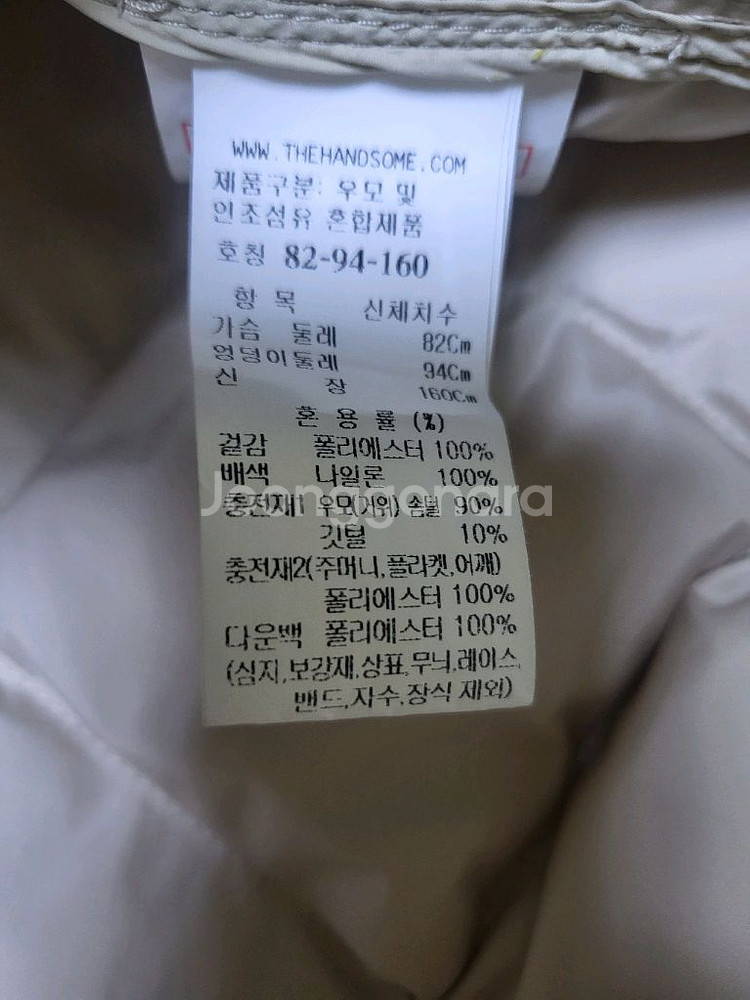 WWW.THEHANDSOME.COM
제품구분: 우모 및
인조섬유 혼합제품
호칭 82-94-160
항 목 신체치수
가슴 둘레 82Cm
엉덩이둘레 94Cm
신 장 160Cm
혼 용 률 (%)
겉감 폴리에스터 100%
배색 나일론 100%
충전재1 우모(거위) 솜털 90%
깃털 10%
충전재2(주머니,플라켓,어깨)
폴리에스터 100%
다운백 폴리에스터 100%
(심지,보강재,상표,무늬,레이스,
밴드,자수,장식 제외)
Joonggonara